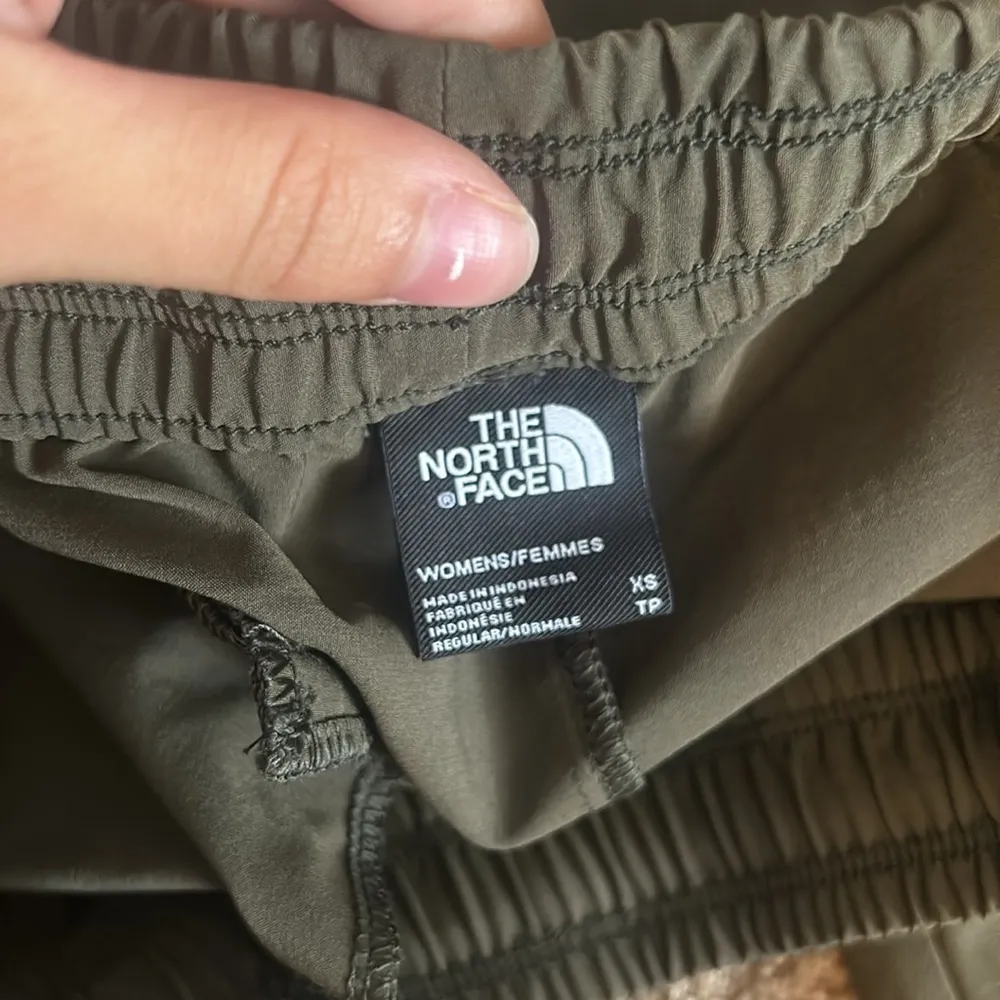 THE
NORTH
® FACE
WOMENS/FEMMES
MADE IN INDONESIA
FABRIQUÉ EN
INDONÉSIE
REGULAR/NORMALE
XS
TP